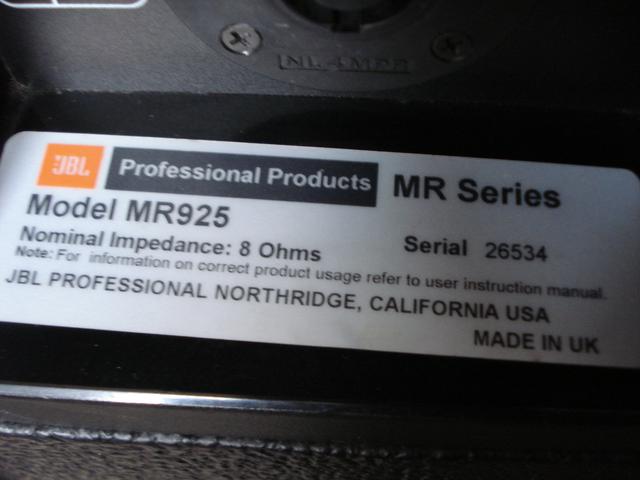 NL4MPR
JBL Professional Products MR Series
Model MR925
Nominal Impedance: 8 Ohms Serial 26534
Note: For information on correct product usage refer to user instruction manual.
JBL PROFESSIONAL NORTHRIDGE, CALIFORNIA USA
MADE IN UK